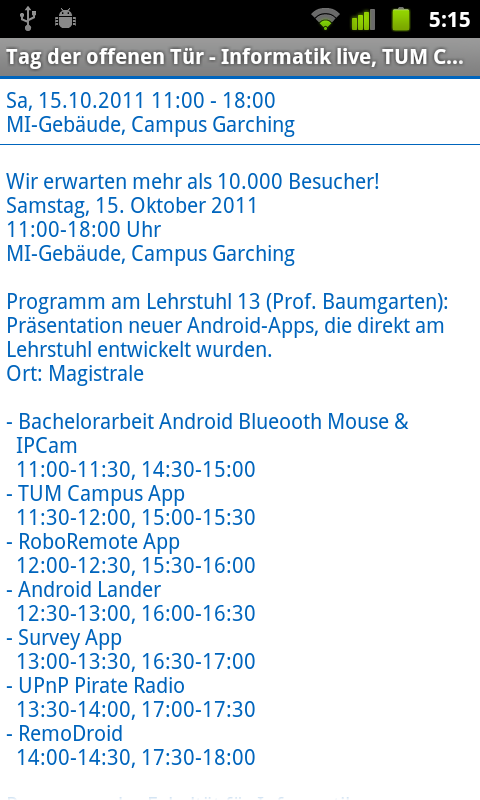 5:15
Tag der offenen Tür - Informatik live, TUM C...
Sa, 15.10.2011 11:00 - 18:00
MI-Gebäude, Campus Garching
Wir erwarten mehr als 10.000 Besucher!
Samstag, 15. Oktober 2011
11:00-18:00 Uhr
MI-Gebäude, Campus Garching
Programm am Lehrstuhl 13 (Prof. Baumgarten):
Präsentation neuer Android-Apps, die direkt am
Lehrstuhl entwickelt wurden.
Ort: Magistrale
- Bachelorarbeit Android Blueooth Mouse &
IPCam
11:00-11:30, 14:30-15:00
- TUM Campus App
11:30-12:00, 15:00-15:30
- RoboRemote App
12:00-12:30, 15:30-16:00
- Android Lander
12:30-13:00, 16:00-16:30
- Survey App
13:00-13:30, 16:30-17:00
- UPnP Pirate Radio
13:30-14:00, 17:00-17:30
- RemoDroid
14:00-14:30, 17:30-18:00